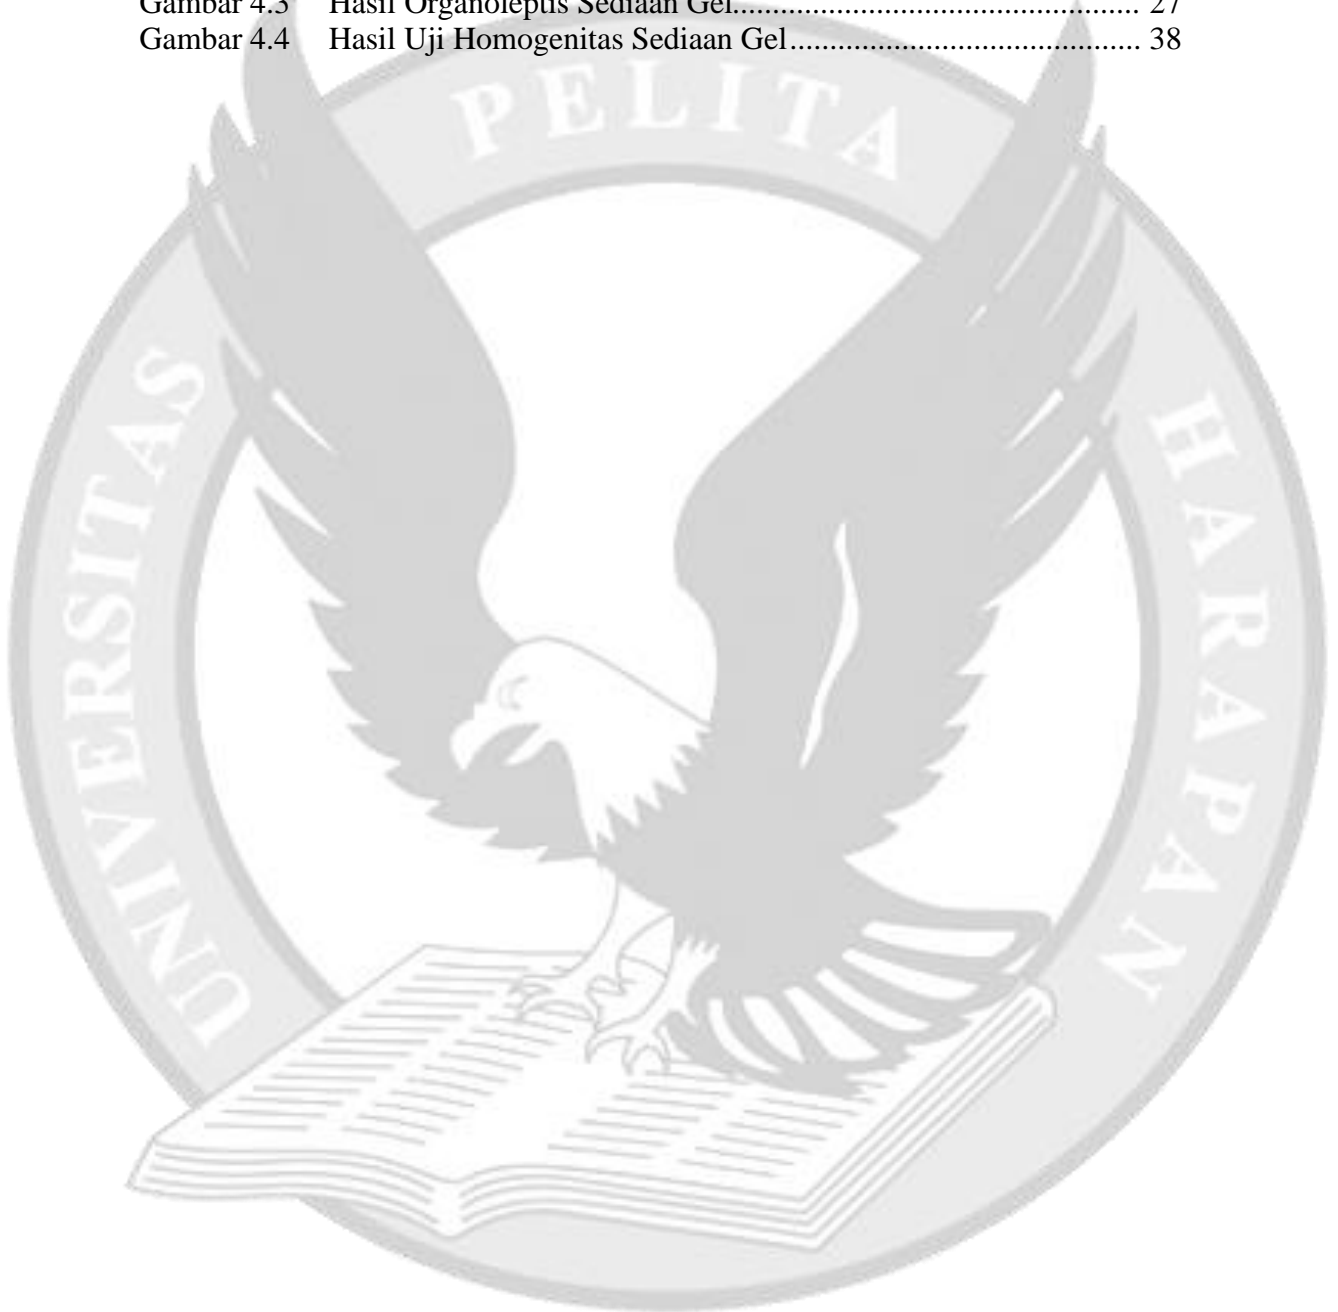 Gambar 4.3 Hasil Organoleptis Sediaan Gel.................................................. 27
Gambar 4.4 Hasil Uji Homogenitas Sediaan Gel............................................ 38
UNIVERSITAS PELITA HARAPAN